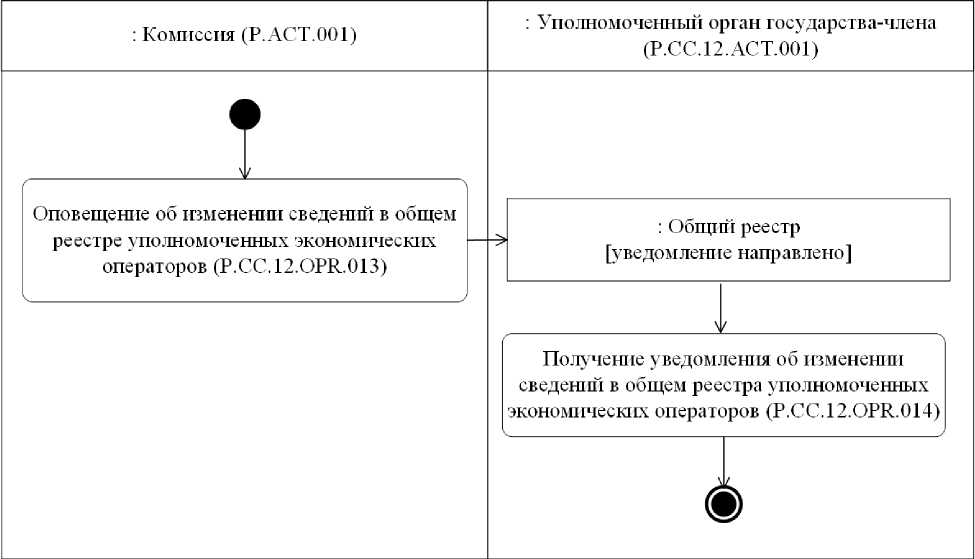 : Комиссия (P.ACT.001)
: Уполномоченный орган государства-члена
(P.CC.12.ACT.001)
Оповещение об изменении сведений в общем
реестре уполномоченных экономических
операторов (P.CC.12.OPR.013)
: Общий реестр
[уведомление направлено]
Получение уведомления об изменении
сведений в общем реестра уполномоченных
экономических операторов (P.CC.12.OPR.014)